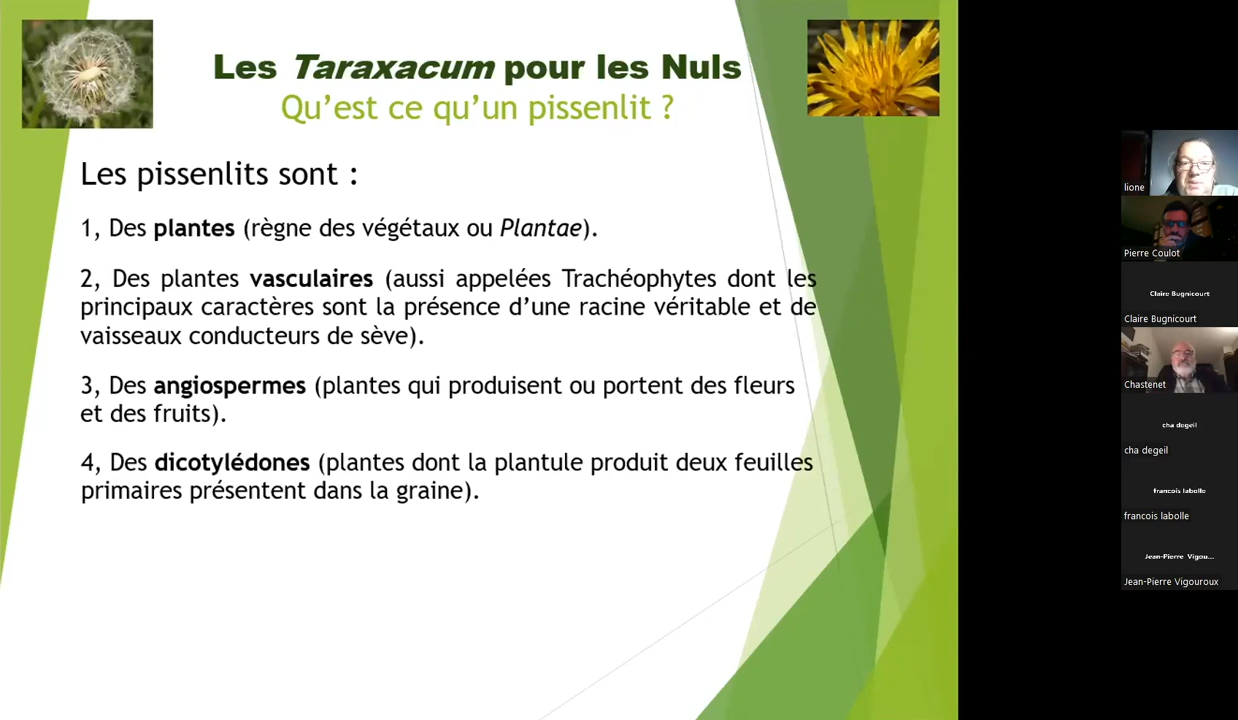 Les Taraxacum pour les Nuls
Qu’est ce qu’un pissenlit ?
Les pissenlits sont :
1, Des plantes (règne des végétaux ou Plantae).
2, Des plantes vasculaires (aussi appelées Trachéophytes dont les
principaux caractères sont la présence d’une racine véritable et de
vaisseaux conducteurs de sève).
3, Des angiospermes (plantes qui produisent ou portent des fleurs
et des fruits).
4, Des dicotylédones (plantes dont la plantule produit deux feuilles
primaires présentent dans la graine).
lione
Pierre Coulot
Claire Bugnicourt
Claire Bugnicourt
Chastenet
cha degeil
cha degeil
francois labolle
francois labolle
Jean-Pierre Vigou...
Jean-Pierre Vigouroux